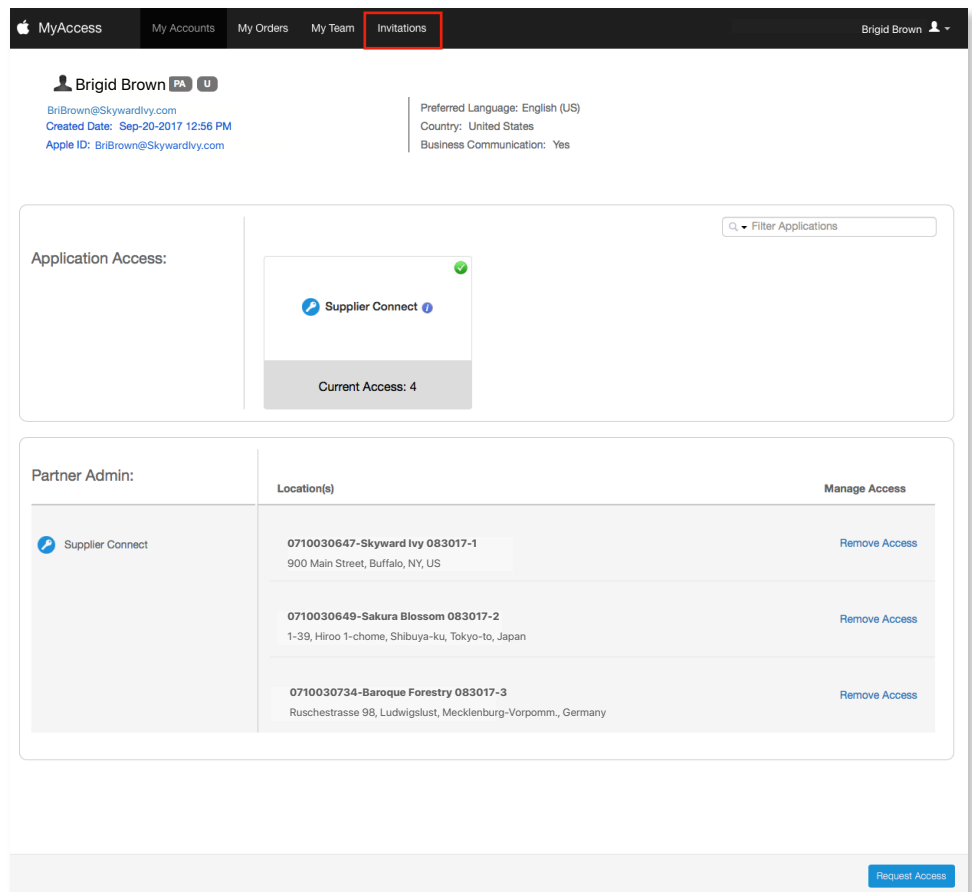 MyAccess My Accounts My Orders My Team Invitations Brigid Brown
Brigid Brown PA U
BriBrown@SkywardIvy.com
Created Date: Sep-20-2017 12:56 PM
Apple ID: BriBrown@SkywardIvy.com
Preferred Language: English (US)
Country: United States
Business Communication: Yes
Filter Applications
Application Access:
Supplier Connect i
Current Access: 4
Partner Admin:
Location(s) Manage Access
Supplier Connect
0710030647-Skyward Ivy 083017-1 Remove Access
900 Main Street, Buffalo, NY, US
0710030649-Sakura Blossom 083017-2 Remove Access
1-39, Hiroo 1-chome, Shibuya-ku, Tokyo-to, Japan
0710030734-Baroque Forestry 083017-3 Remove Access
Ruschestrasse 98, Ludwigslust, Mecklenburg-Vorpomm., Germany
Request Access